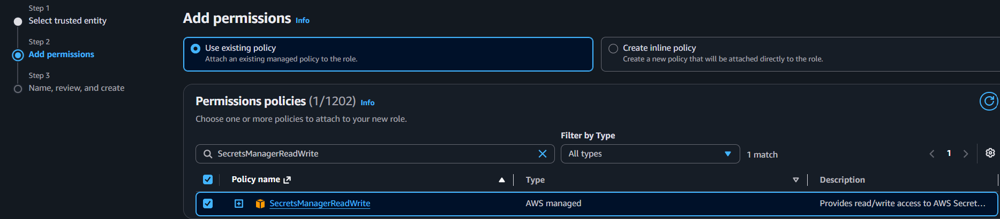 Step 1
Select trusted entity
Step 2
Add permissions
Step 3
Name, review, and create
Add permissions Info
Use existing policy
Attach an existing managed policy to the role.
Create inline policy
Create a new policy that will be attached directly to the role.
Permissions policies (1/1202) Info
Choose one or more policies to attach to your new role.
Filter by Type
SecretsManagerReadWrite
All types
1 match
1
Policy name
Type
Description
SecretsManagerReadWrite
AWS managed
Provides read/write access to AWS Secret...